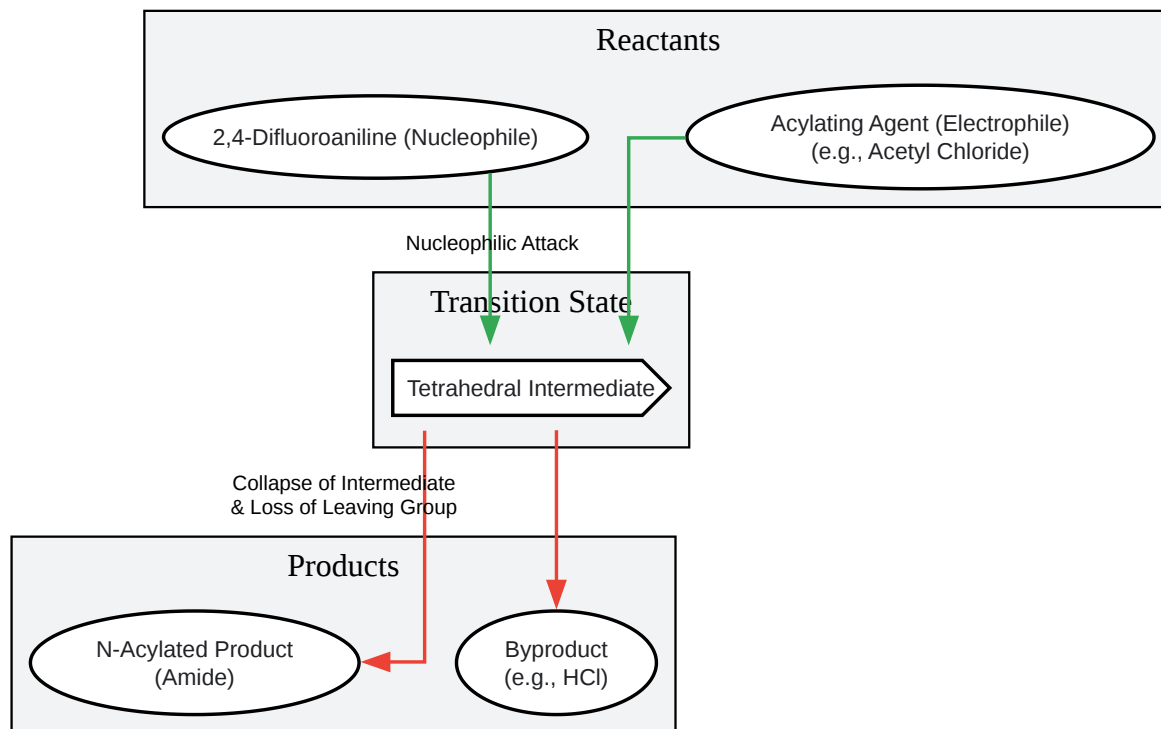 Reactants
2,4-Difluoroaniline (Nucleophile)
Acylating Agent (Electrophile)
(e.g., Acetyl Chloride)
Nucleophilic Attack
Transition State
Tetrahedral Intermediate
Collapse of Intermediate
& Loss of Leaving Group
Products
N-Acylated Product
(Amide)
Byproduct
(e.g., HCl)